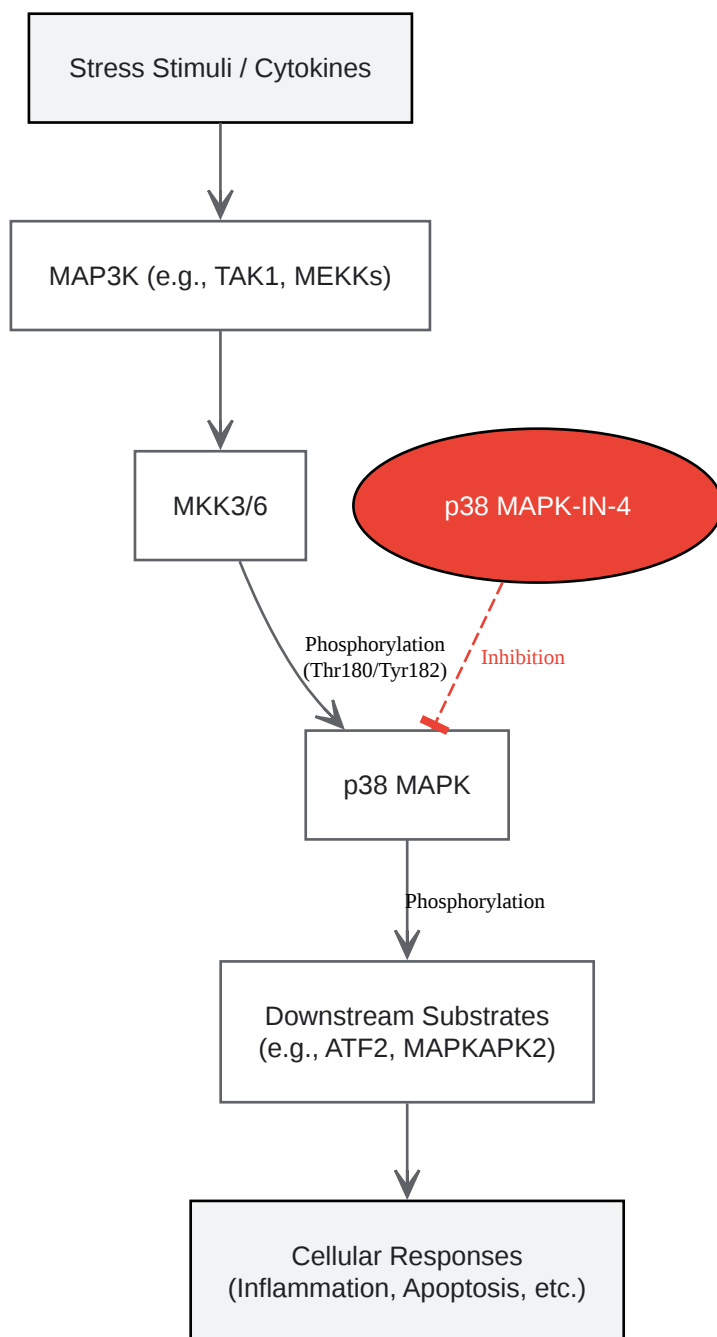 Stress Stimuli / Cytokines
MAP3K (e.g., TAK1, MEKKs)
MKK3/6
p38 MAPK-IN-4
Phosphorylation
(Thr180/Tyr182)
Inhibition
p38 MAPK
Phosphorylation
Downstream Substrates
(e.g., ATF2, MAPKAPK2)
Cellular Responses
(Inflammation, Apoptosis, etc.)